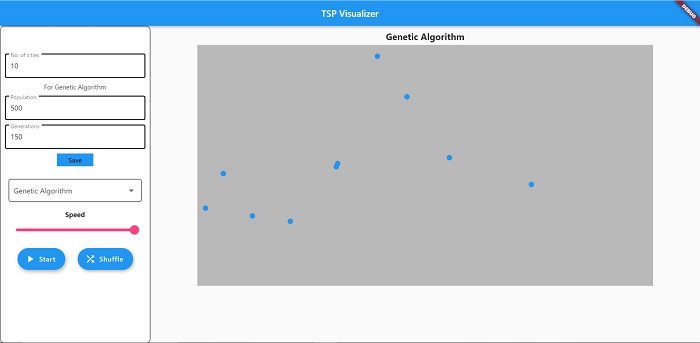 TSP Visualizer
DEBUG
No. of cities
10
For Genetic Algorithm
Population
500
Generations
150
Save
Genetic Algorithm
Speed
Start
Shuffle
Genetic Algorithm